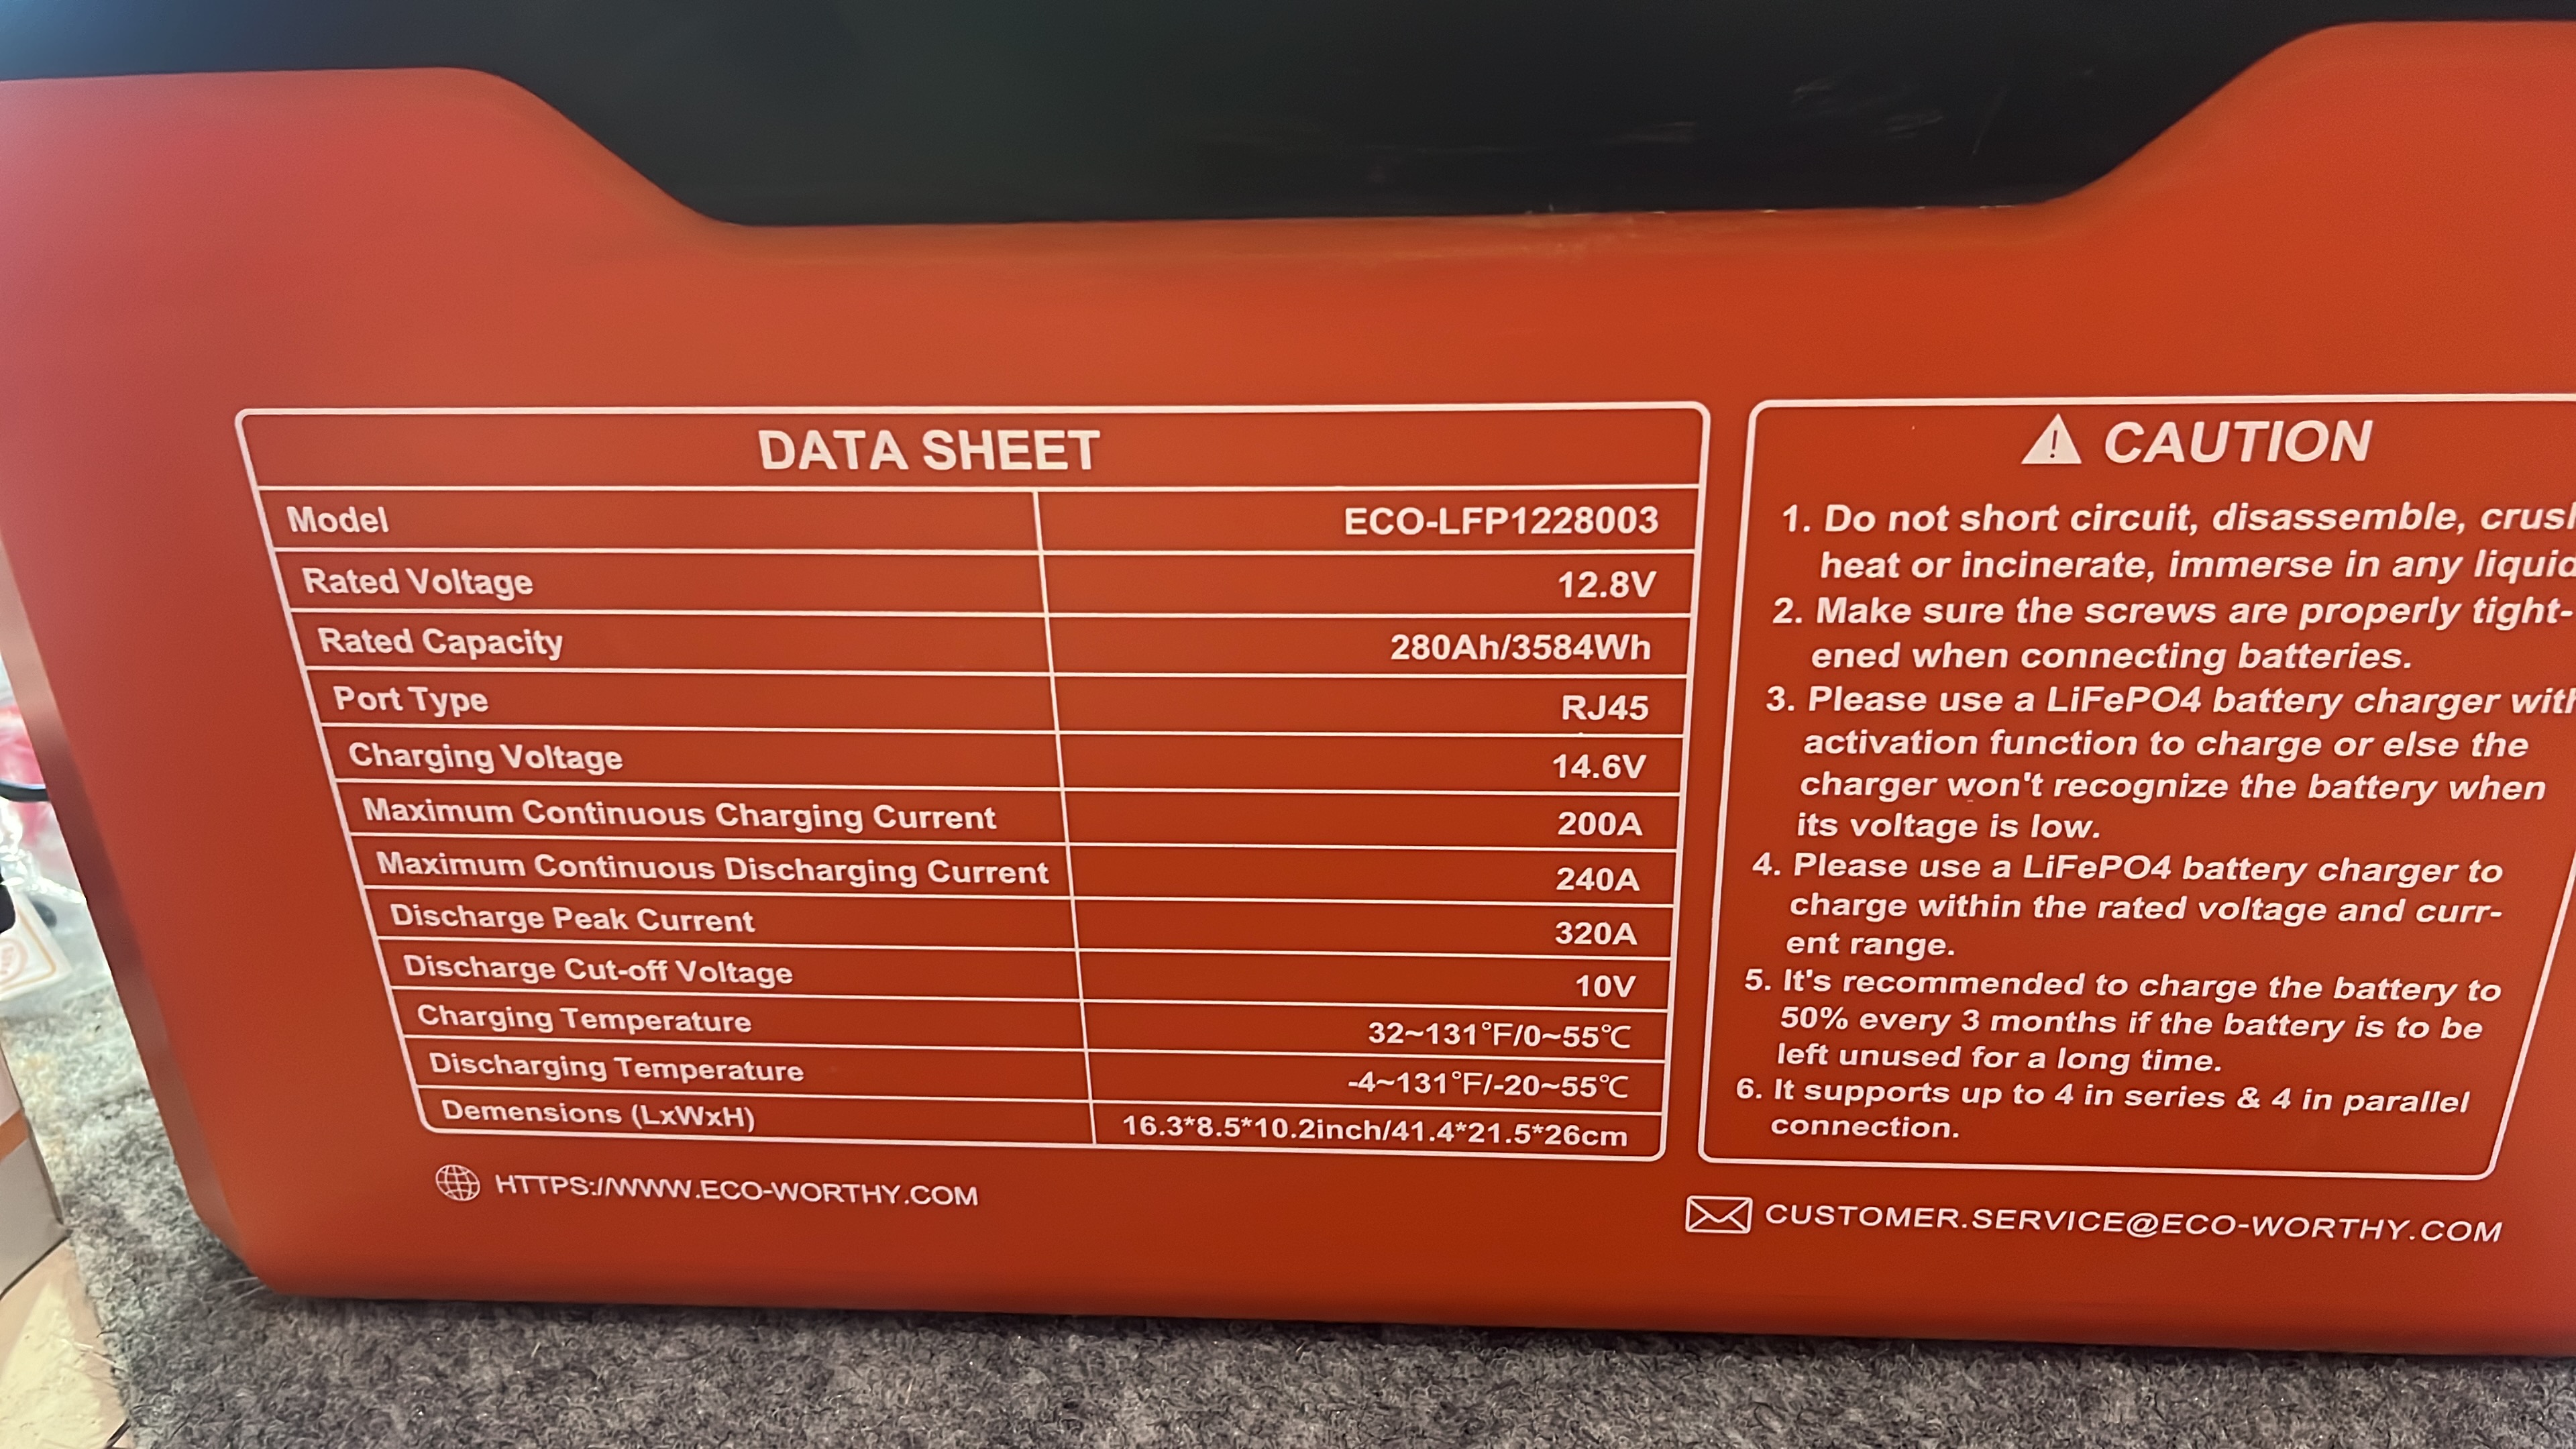 DATA SHEET
Model ECO-LFP1228003
Rated Voltage 12.8V
Rated Capacity 280Ah/3584Wh
Port Type RJ45
Charging Voltage 14.6V
Maximum Continuous Charging Current 200A
Maximum Continuous Discharging Current 240A
Discharge Peak Current 320A
Discharge Cut-off Voltage 10V
Charging Temperature 32~131°F/0~55℃
Discharging Temperature -4~131°F/-20~55℃
Demensions (LxWxH) 16.3*8.5*10.2inch/41.4*21.5*26cm
HTTPS://WWW.ECO-WORTHY.COM
CAUTION
1. Do not short circuit, disassemble,
heat or incinerate, immerse in any
2. Make sure the screws are properly tight-
ened when connecting batteries.
3. Please use a LiFePO4 battery charger with
activation function to charge or else the
charger won't recognize the battery when
its voltage is low.
4. Please use a LiFePO4 battery charger to
charge within the rated voltage and curr-
ent range.
5. It's recommended to charge the battery to
50% every 3 months if the battery is to be
left unused for a long time.
6. It supports up to 4 in series & 4 in parallel
connection.
CUSTOMER.SERVICE@ECO-WORTHY.COM